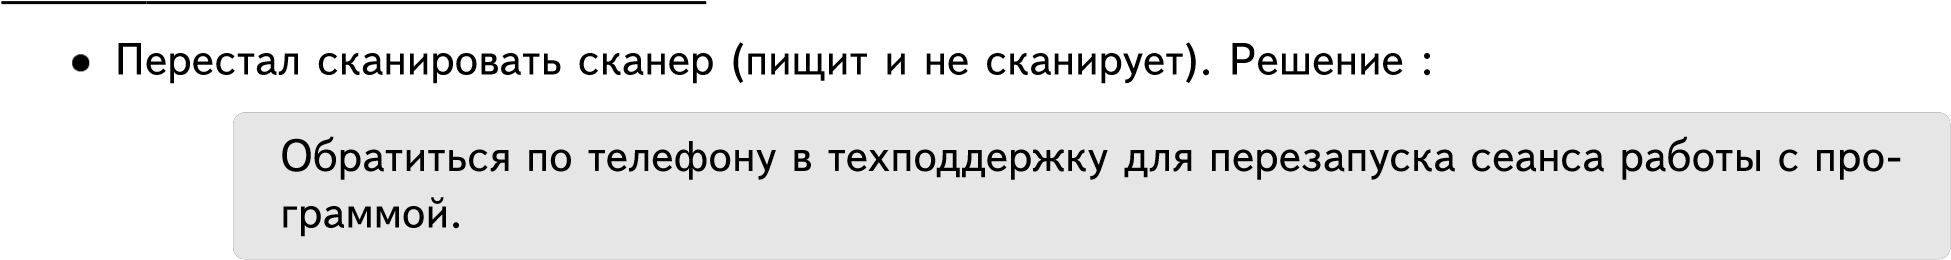 • Перестал сканировать сканер (пищит и не сканирует). Решение :
Обратиться по телефону в техподдержку для перезапуска сеанса работы с про-
граммой.